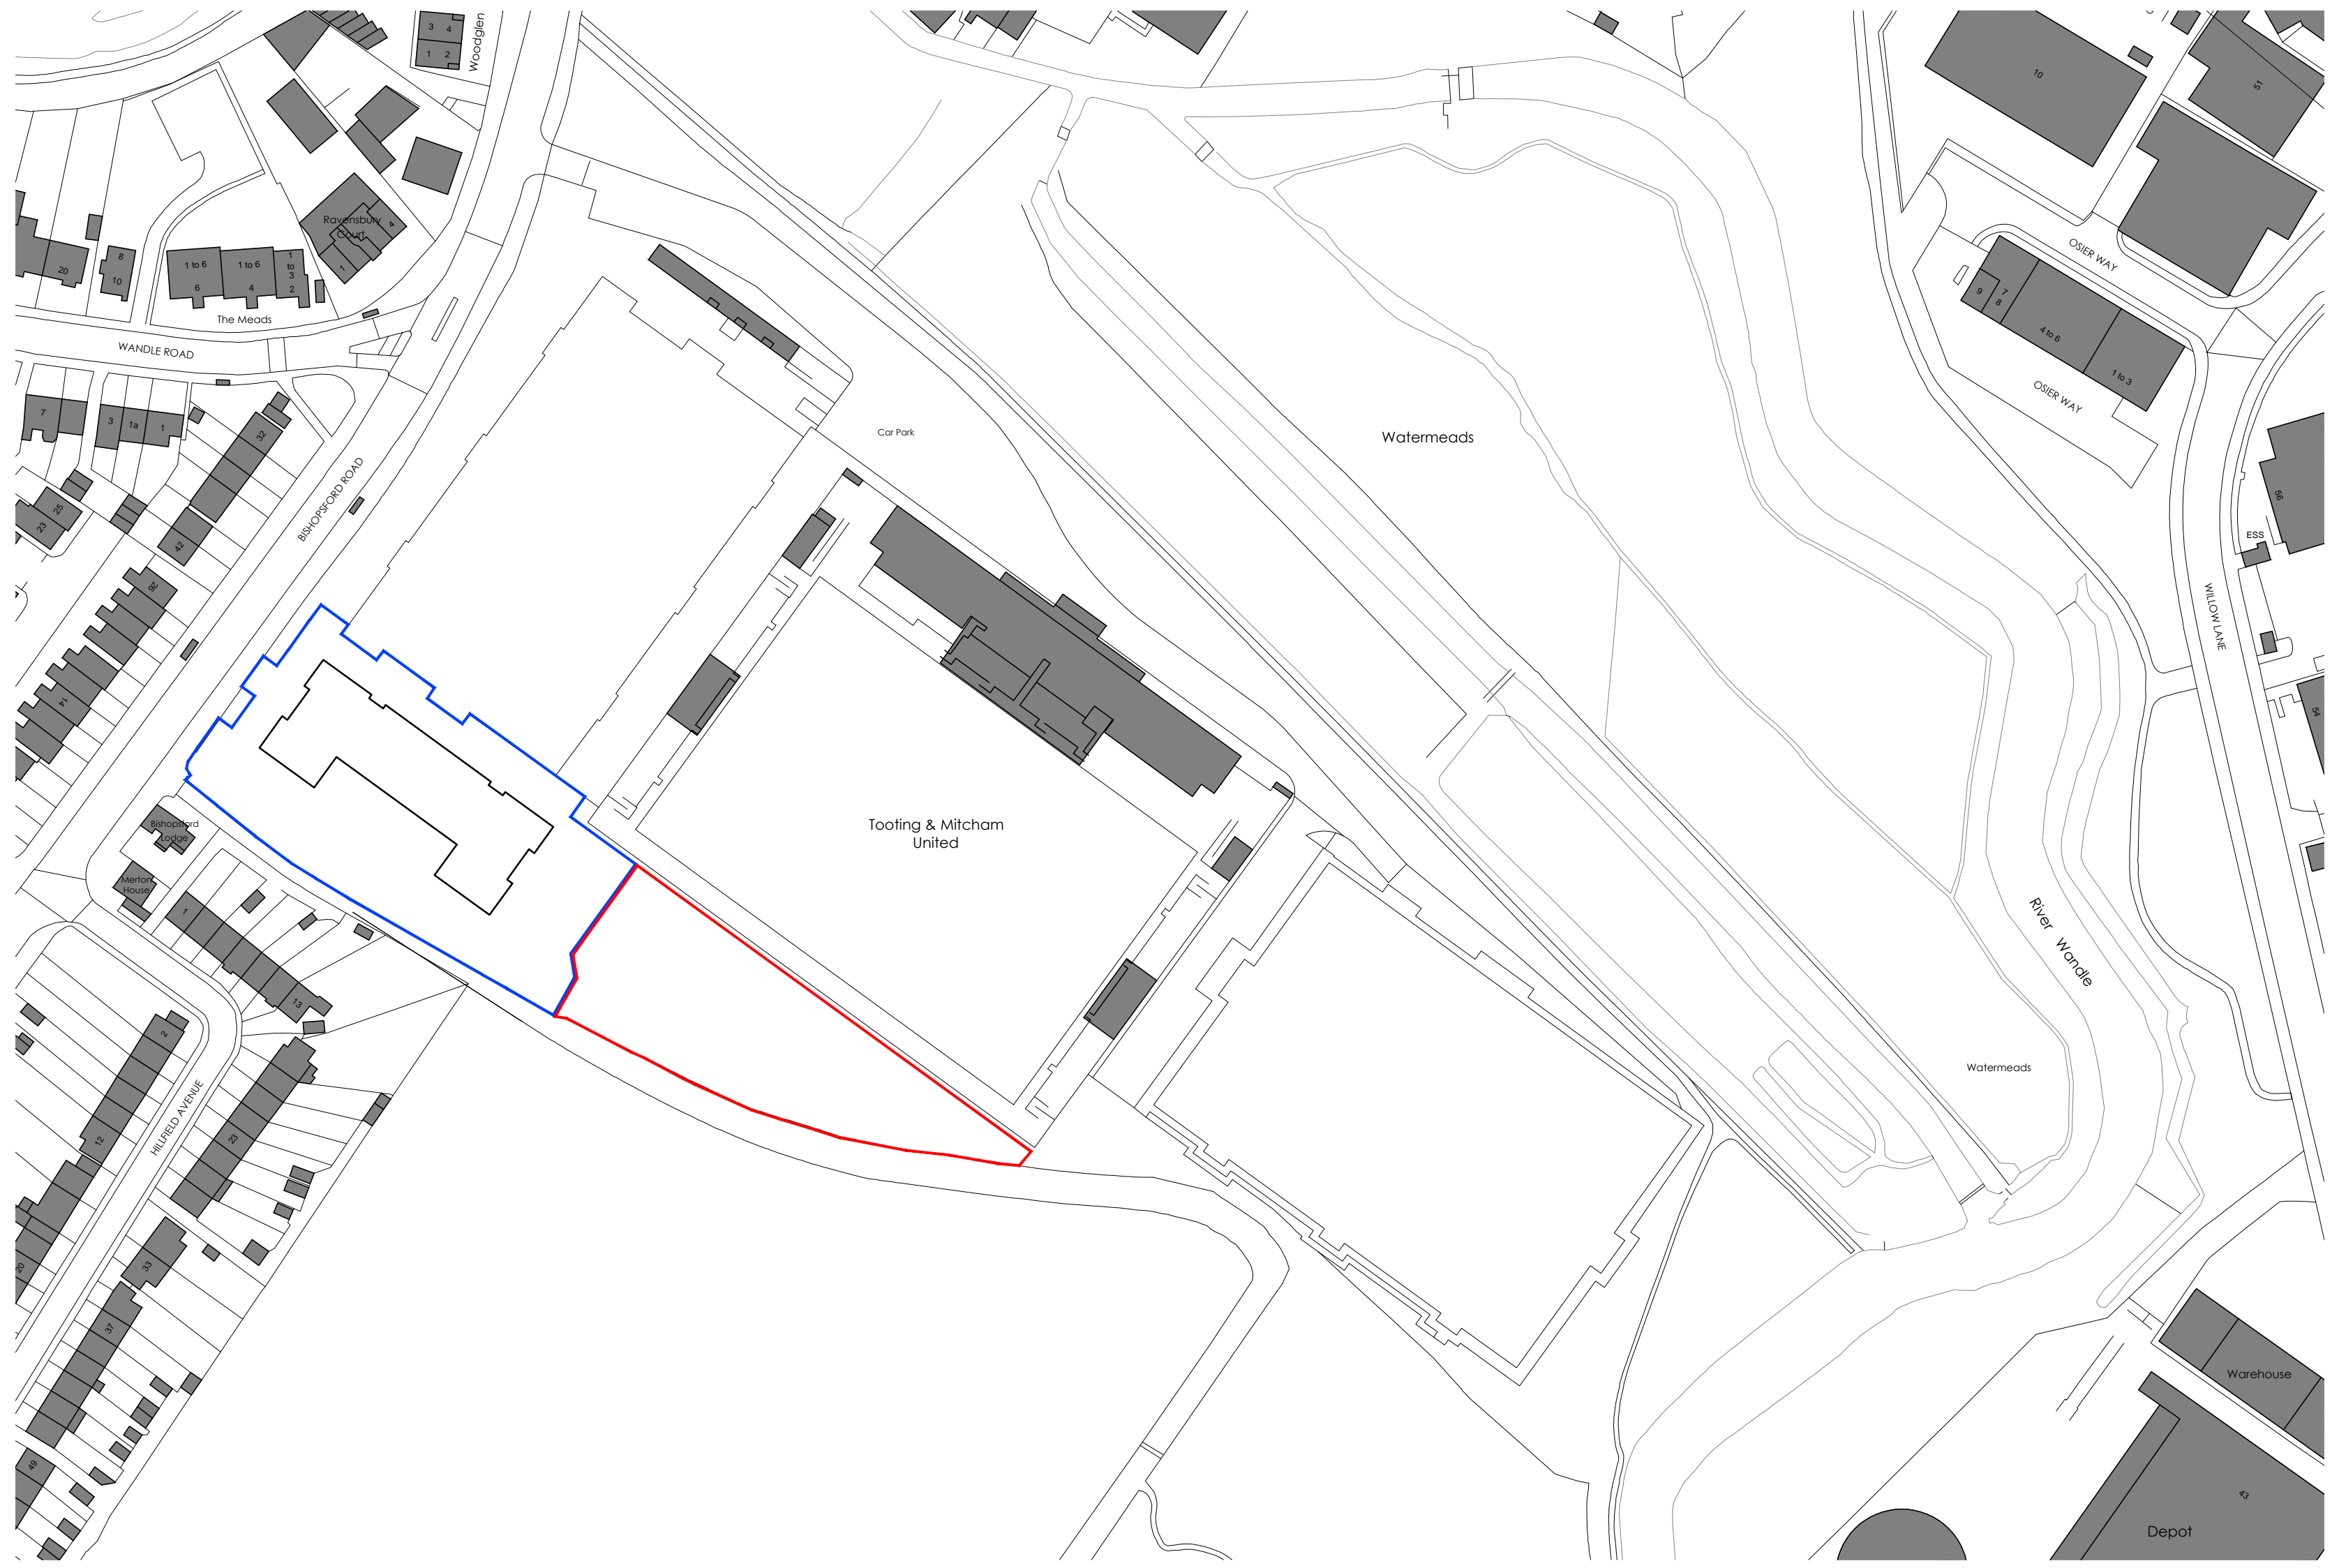 3 4
1 2
Woodglen
10
51
Ravensbury
Court
4
1
20
8
10
1 to 6
6
1 to 6
4
1
to
3
2
The Meads
WANDLE ROAD
OSIER WAY
9
7
8
4 to 6
1 to 3
OSIER WAY
7
3
1a
1
32
Car Park
Watermeads
BISHOPSFORD ROAD
25
23
42
56
ESS
26
WILLOW LANE
14
54
Bishopsford
Lodge
Tooting & Mitcham
United
Merton
House
1
13
River Wandle
2
Watermeads
12
HILLFIELD AVENUE
23
20
33
37
Warehouse
49
43
Depot